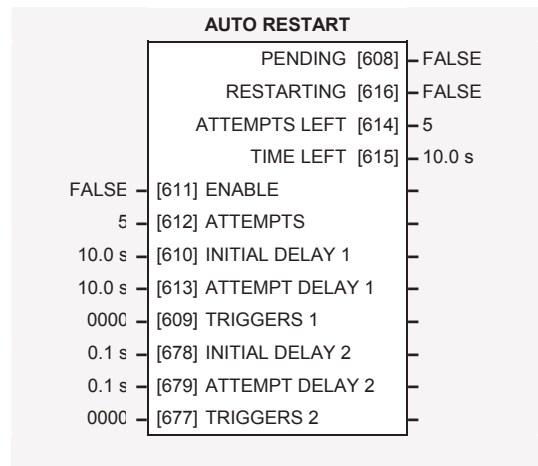 AUTO RESTART
PENDING [608] FALSE
RESTARTING [616] FALSE
ATTEMPTS LEFT [614] 5
TIME LEFT [615] 10.0 s
FALSE [611] ENABLE
5 [612] ATTEMPTS
10.0 s [610] INITIAL DELAY 1
10.0 s [613] ATTEMPT DELAY 1
0000 [609] TRIGGERS 1
0.1 s [678] INITIAL DELAY 2
0.1 s [679] ATTEMPT DELAY 2
0000 [677] TRIGGERS 2